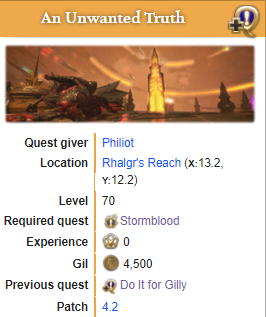 An Unwanted Truth
Quest giver Philiot
Location Rhalgr's Reach (X:13.2,
Y:12.2)
Level 70
Required quest Stormblood
Experience 0
Gil 4,500
Previous quest Do It for Gilly
Patch 4.2